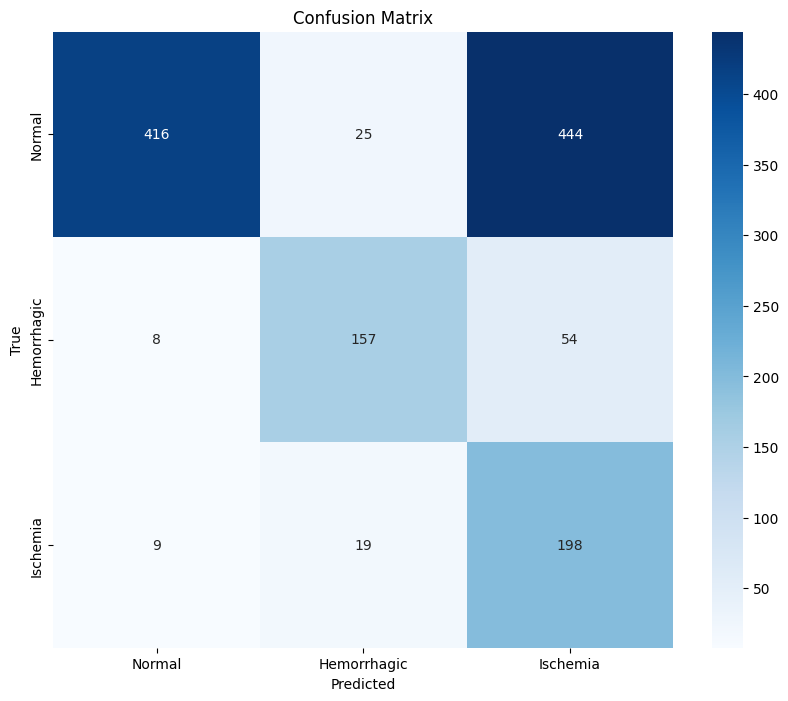 Confusion Matrix
Normal
416
25
444
Hemorrhagic
8
157
54
Ischemia
9
19
198
True
Normal
Hemorrhagic
Ischemia
Predicted
400
350
300
250
200
150
100
50